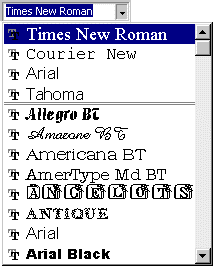 Times New Roman
Times New Roman
Courier New
Arial
Tahoma
Allegro BT
Amazone BT
Americana BT
AmerType Md BT
ANGELOTS
ANTIQUE
Arial
Arial Black